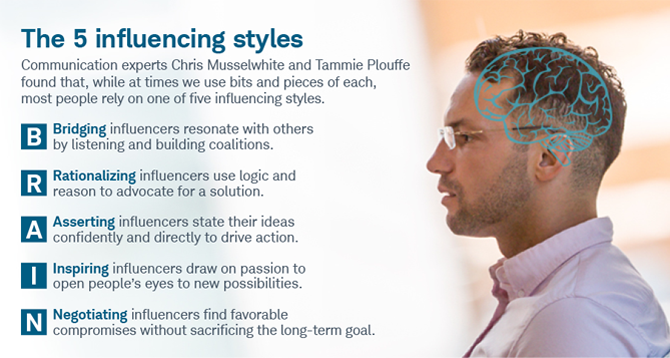 The 5 influencing styles
Communication experts Chris Musselwhite and Tammie Plouffe
found that, while at times we use bits and pieces of each,
most people rely on one of five influencing styles.
B Bridging influencers resonate with others
by listening and building coalitions.
R Rationalizing influencers use logic and
reason to advocate for a solution.
A Asserting influencers state their ideas
confidently and directly to drive action.
I Inspiring influencers draw on passion to
open people's eyes to new possibilities.
N Negotiating influencers find favorable
compromises without sacrificing the long-term goal.